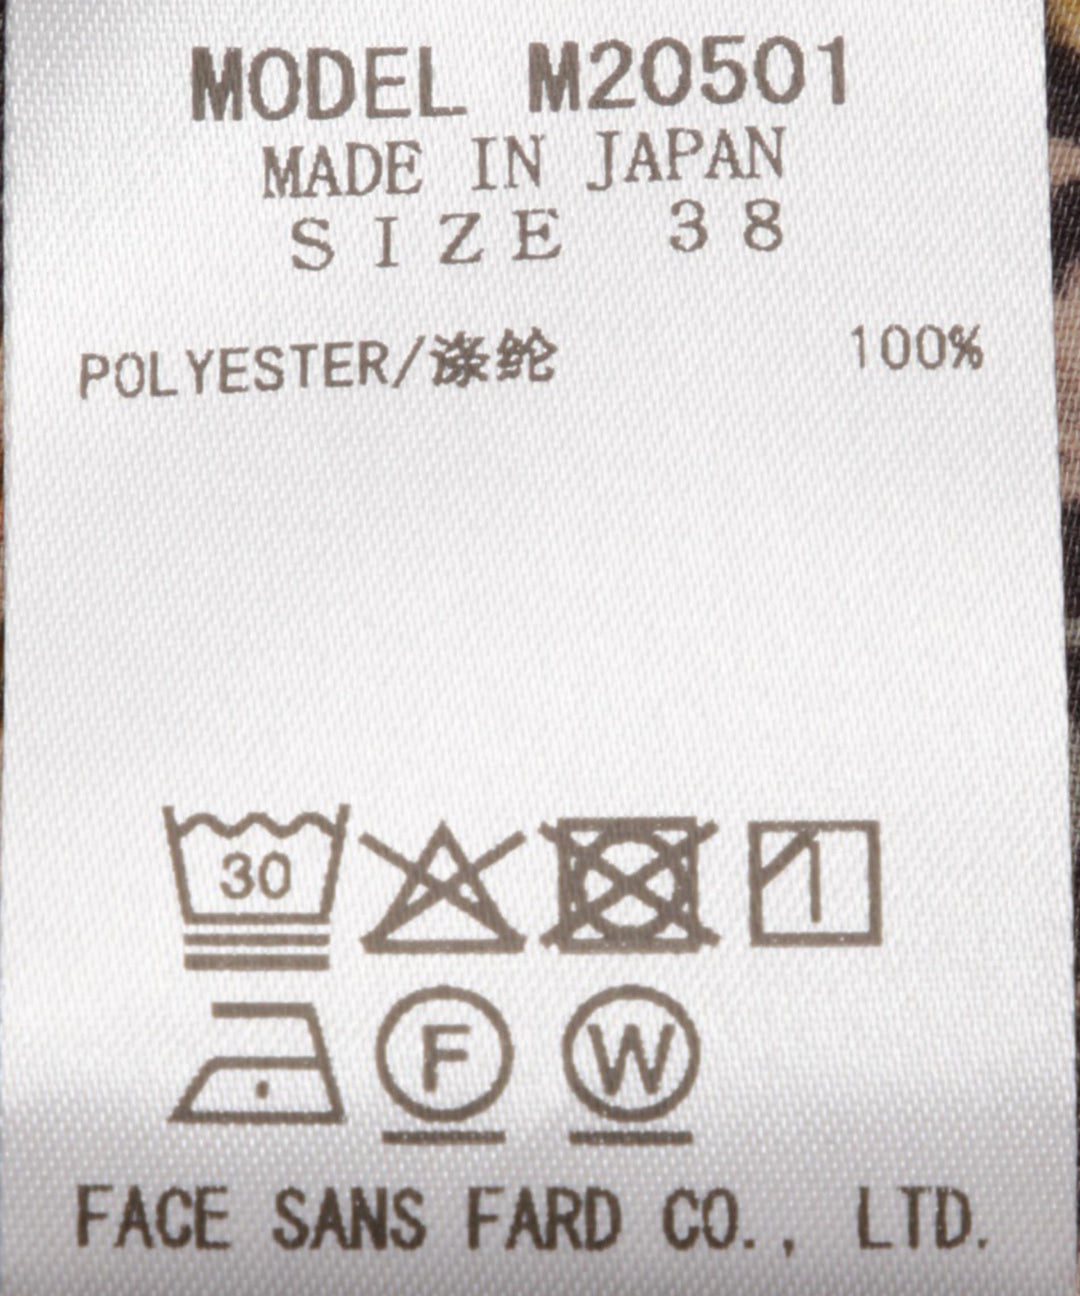 MODEL M20501
MADE IN JAPAN
SIZE 38
POLYESTER/涤纶 100%
30
F W
FACE SANS FARD CO., LTD.